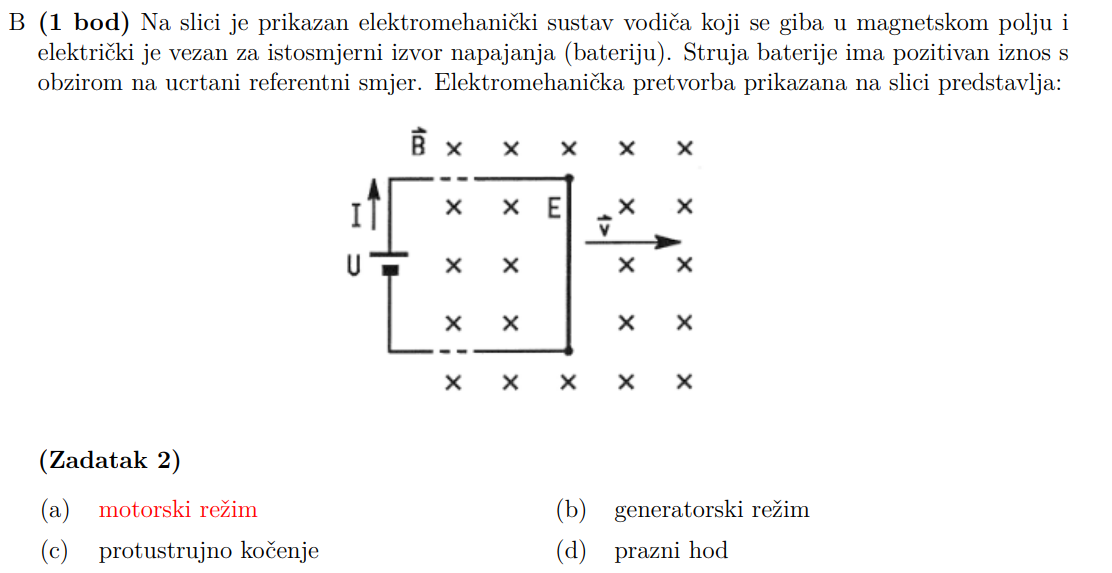 B (1 bod) Na slici je prikazan elektromehanički sustav vodiča koji se giba u magnetskom polju i
električki je vezan za istosmjerni izvor napajanja (bateriju). Struja baterije ima pozitivan iznos s
obzirom na ucrtani referentni smjer. Elektromehanička pretvorba prikazana na slici predstavlja:
B
I
E
v
U
(Zadatak 2)
(a) motorski režim
(b) generatorski režim
(c) protustrujno kočenje
(d) prazni hod